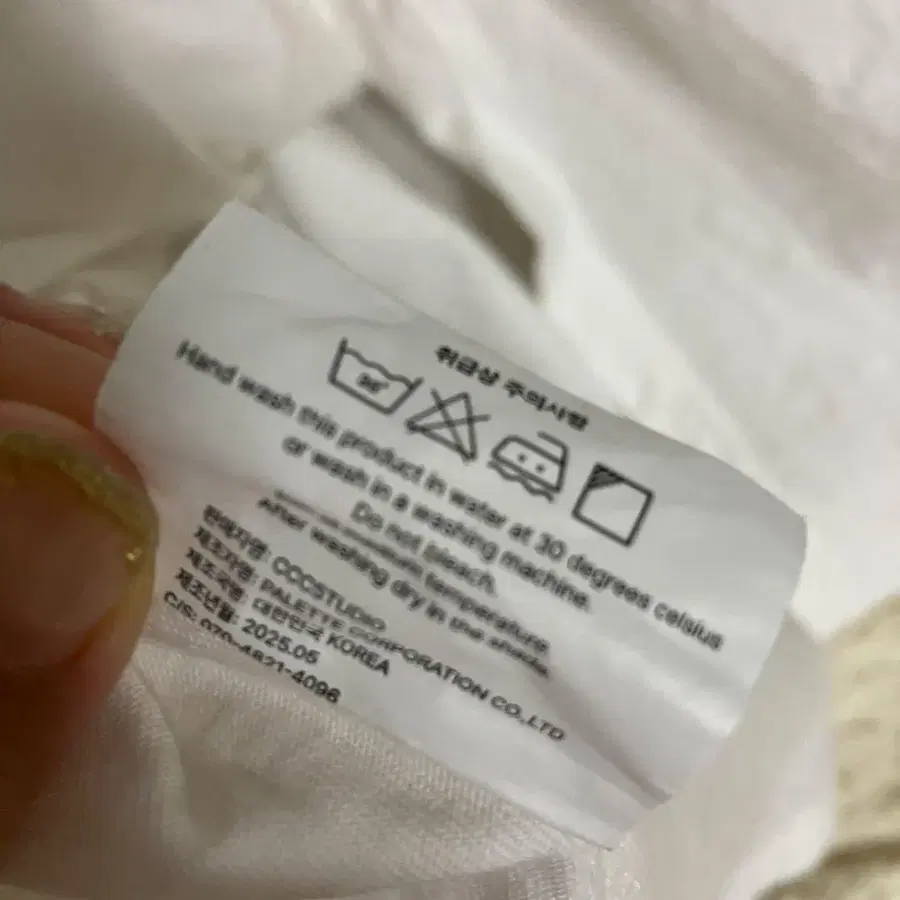 취급상 주의사항
30°
Hand wash this product in water at 30 degrees celsius
or wash in a washing machine.
Do not bleach.
temperature
After washing dry in the shade.
판매자명: CCCSTUDIO
제조자명: PALETTE CORPORATION CO.,LTD
제조국명: 대한민국 KOREA
제조년월: 2025.05
C/S: 070-4821-4096